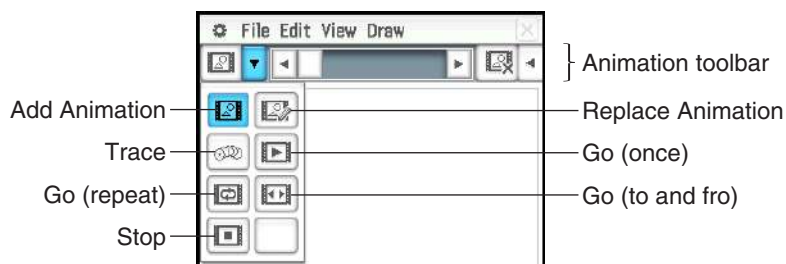 File Edit View Draw
Animation toolbar
Add Animation
Replace Animation
Trace
Go (once)
Go (repeat)
Go (to and fro)
Stop